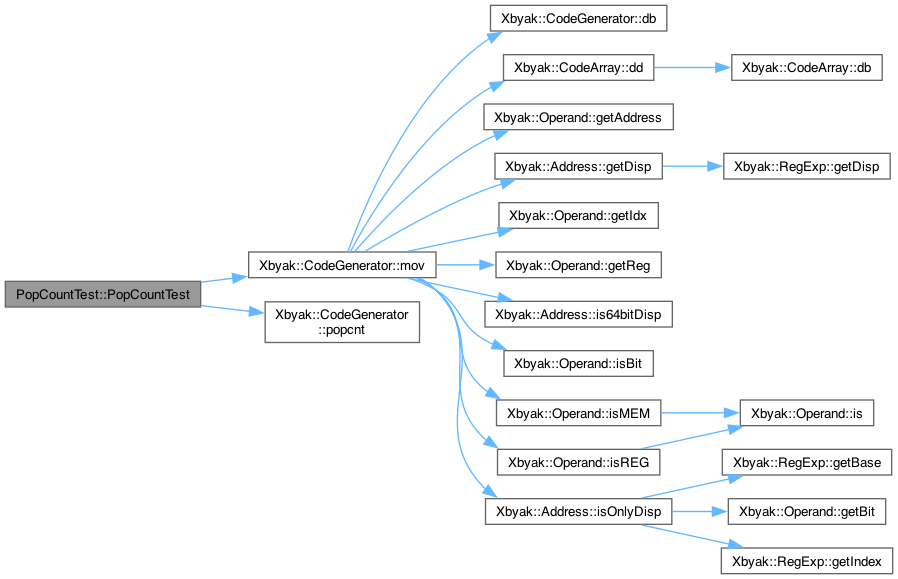 PopCountTest::PopCountTest
Xbyak::CodeGenerator::mov
Xbyak::CodeGenerator
::popcnt
Xbyak::CodeGenerator::db
Xbyak::CodeArray::dd
Xbyak::CodeArray::db
Xbyak::Operand::getAddress
Xbyak::Address::getDisp
Xbyak::RegExp::getDisp
Xbyak::Operand::getIdx
Xbyak::Operand::getReg
Xbyak::Address::is64bitDisp
Xbyak::Operand::isBit
Xbyak::Operand::isMEM
Xbyak::Operand::is
Xbyak::Operand::isREG
Xbyak::Address::isOnlyDisp
Xbyak::RegExp::getBase
Xbyak::Operand::getBit
Xbyak::RegExp::getIndex